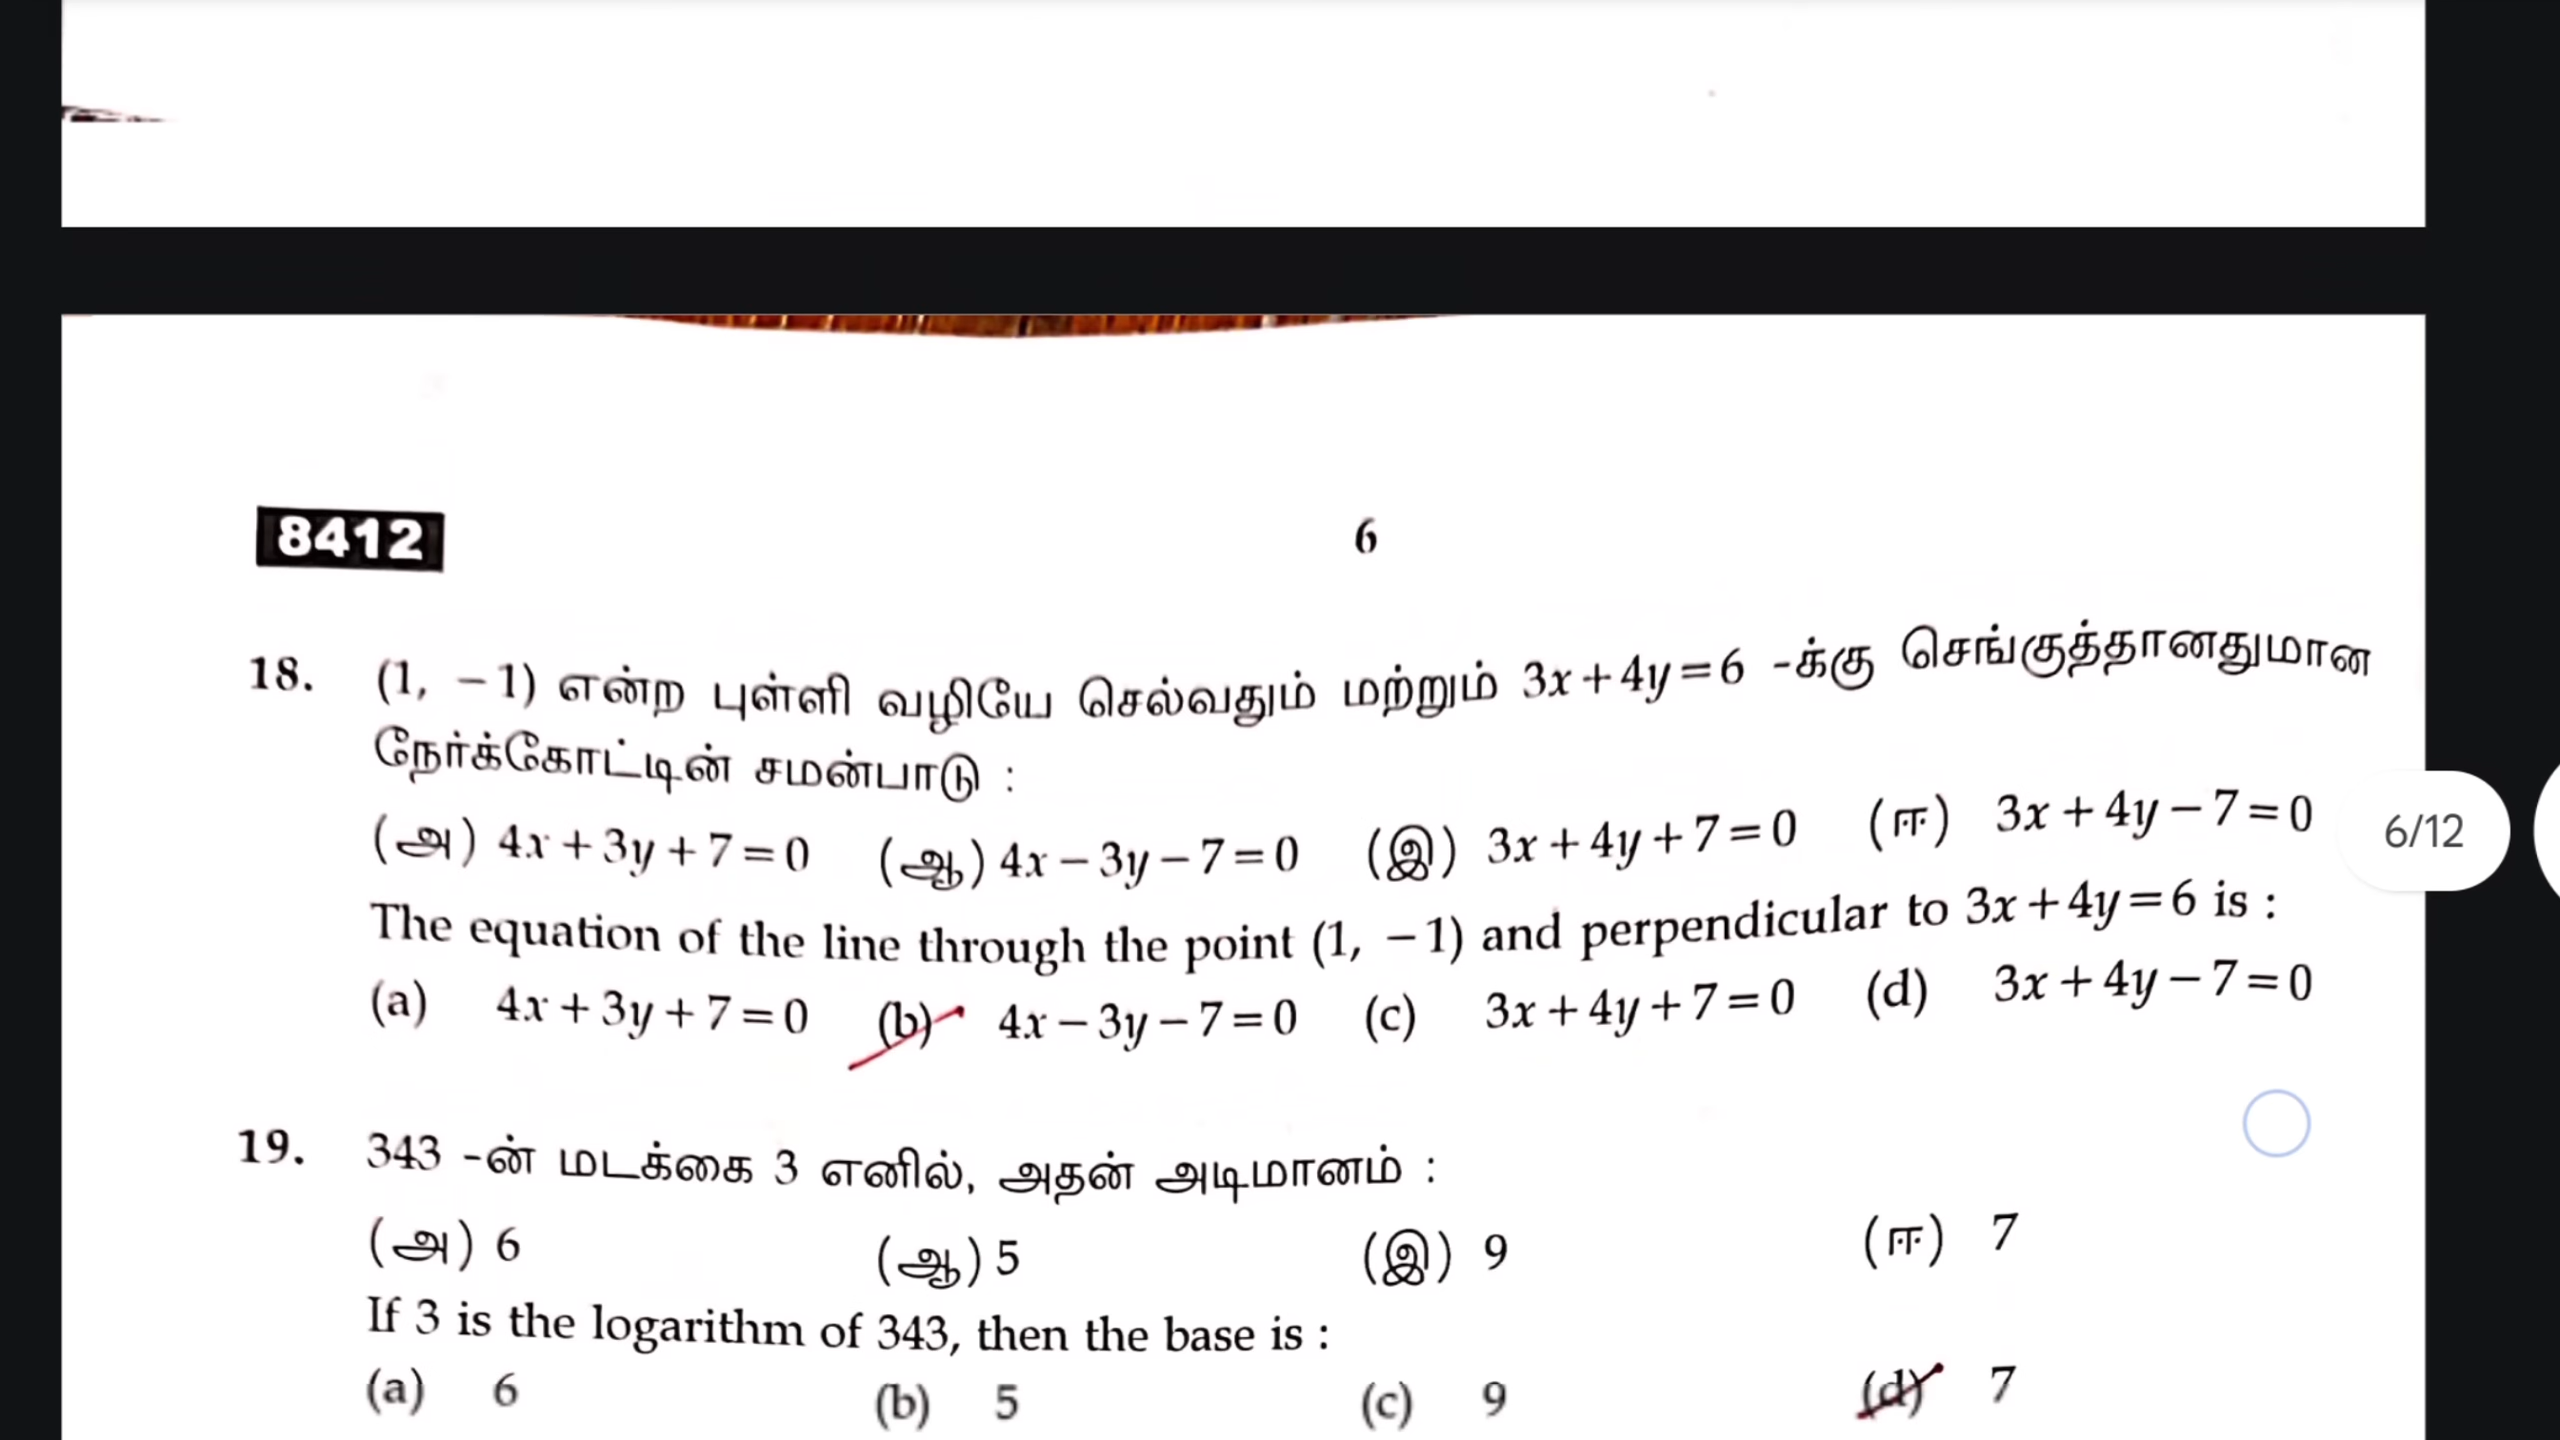 8412
6
18. (1, −1) என்ற புள்ளி வழியே செல்வதும் மற்றும் 3x+4y=6 -க்கு செங்குத்தானதுமான
நேர்க்கோட்டின் சமன்பாடு :
(அ) 4x+3y+7=0 (ஆ) 4x−3y−7=0 (இ) 3x+4y+7=0 (ஈ) 3x+4y−7=0
6/12
The equation of the line through the point (1, −1) and perpendicular to 3x+4y=6 is :
(a) 4x+3y+7=0 (b) 4x−3y−7=0 (c) 3x+4y+7=0 (d) 3x+4y−7=0
19. 343 -ன் மடக்கை 3 எனில், அதன் அடிமானம் :
(அ) 6 (ஆ) 5 (இ) 9 (ஈ) 7
If 3 is the logarithm of 343, then the base is :
(a) 6 (b) 5 (c) 9 (d) 7